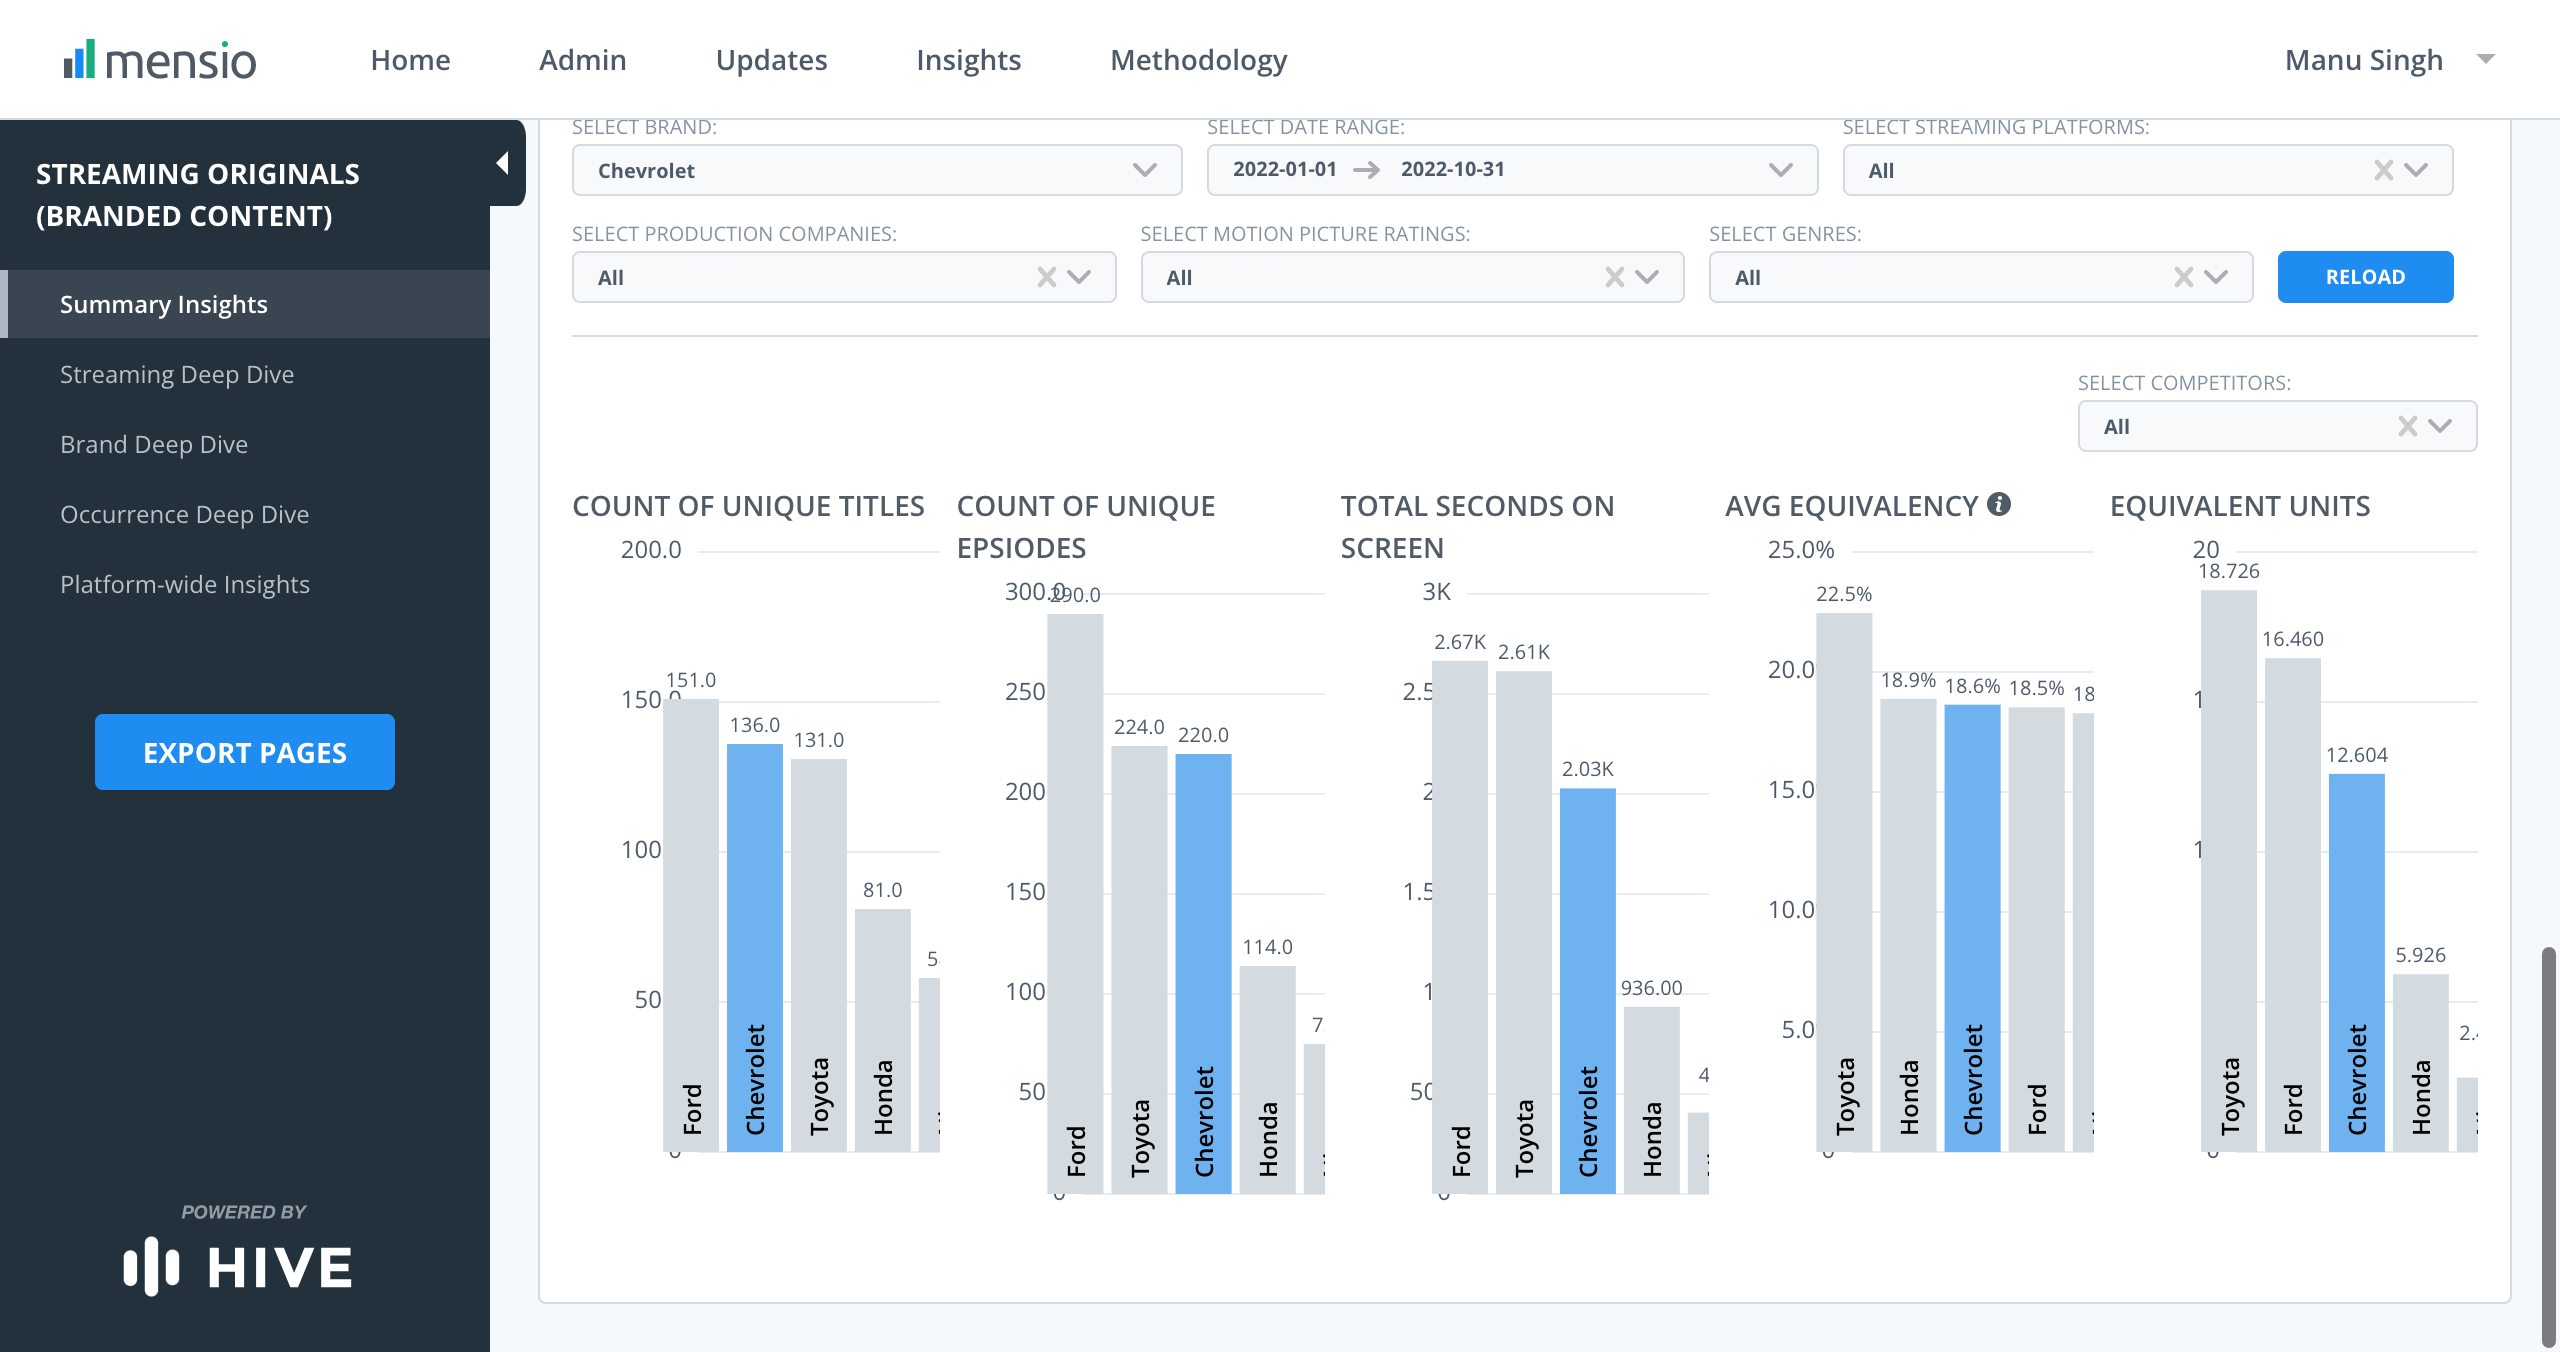 mensio
Home
Admin
Updates
Insights
Methodology
Manu Singh
STREAMING ORIGINALS
(BRANDED CONTENT)
Summary Insights
Streaming Deep Dive
Brand Deep Dive
Occurrence Deep Dive
Platform-wide Insights
EXPORT PAGES
POWERED BY
HIVE
SELECT BRAND:
Chevrolet
SELECT DATE RANGE:
2022-01-01 → 2022-10-31
SELECT STREAMING PLATFORMS:
All
SELECT PRODUCTION COMPANIES:
All
SELECT MOTION PICTURE RATINGS:
All
SELECT GENRES:
All
RELOAD
SELECT COMPETITORS:
All
COUNT OF UNIQUE TITLES
200.0
150
100
50
0
151.0
136.0
131.0
81.0
Ford
Chevrolet
Toyota
Honda
COUNT OF UNIQUE
EPSIODES
300.0
250
200
150
100
50
0
290.0
224.0
220.0
114.0
Ford
Toyota
Chevrolet
Honda
TOTAL SECONDS ON
SCREEN
3K
2.5
2
1.5
1
50
0
2.67K
2.61K
2.03K
936.00
Ford
Toyota
Chevrolet
Honda
AVG EQUIVALENCY
25.0%
20.0
15.0
10.0
5.0
0
22.5%
18.9%
18.6%
18.5%
18
Toyota
Honda
Chevrolet
Ford
EQUIVALENT UNITS
20
1
1
0
18.726
16.460
12.604
5.926
Toyota
Ford
Chevrolet
Honda